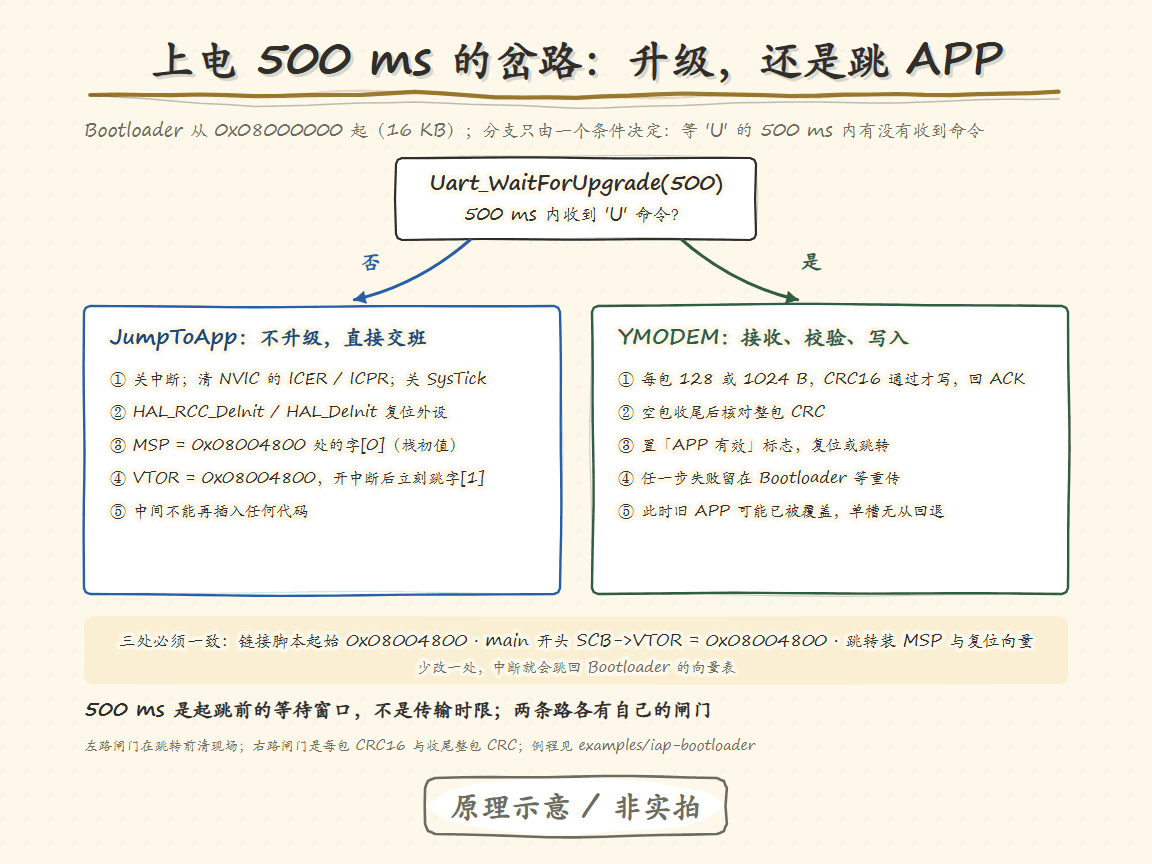 上电 500 ms 的岔路：升级，还是跳 APP
Bootloader 从 0x08000000 起（16 KB）；分支只由一个条件决定：等 'U' 的 500 ms 内有没有收到命令
Uart_WaitForUpgrade(500)
500 ms 内收到 'U' 命令?
否
是
JumpToApp：不升级，直接交班
① 关中断；清 NVIC 的 ICER / ICPR；关 SysTick
② HAL_RCC_DeInit / HAL_DeInit 复位外设
③ MSP = 0x08004800 处的字[0]（栈初值）
④ VTOR = 0x08004800，开中断后立刻跳字[1]
⑤ 中间不能再插入任何代码
YMODEM：接收、校验、写入
① 每包 128 或 1024 B，CRC16 通过才写，回 ACK
② 空包收尾后核对整包 CRC
③ 置「APP 有效」标志，复位或跳转
④ 任一步失败留在 Bootloader 等重传
⑤ 此时旧 APP 可能已被覆盖，单槽无从回退
三处必须一致：链接脚本起始 0x08004800 · main 开头 SCB->VTOR = 0x08004800 · 跳转装 MSP 与复位向量
少改一处，中断就会跳回 Bootloader 的向量表
500 ms 是起跳前的等待窗口，不是传输时限；两条路各有自己的闸门
左路闸门在跳转前清现场；右路闸门是每包 CRC16 与收尾整包 CRC；例程见 examples/iap-bootloader
原理示意 / 非实拍